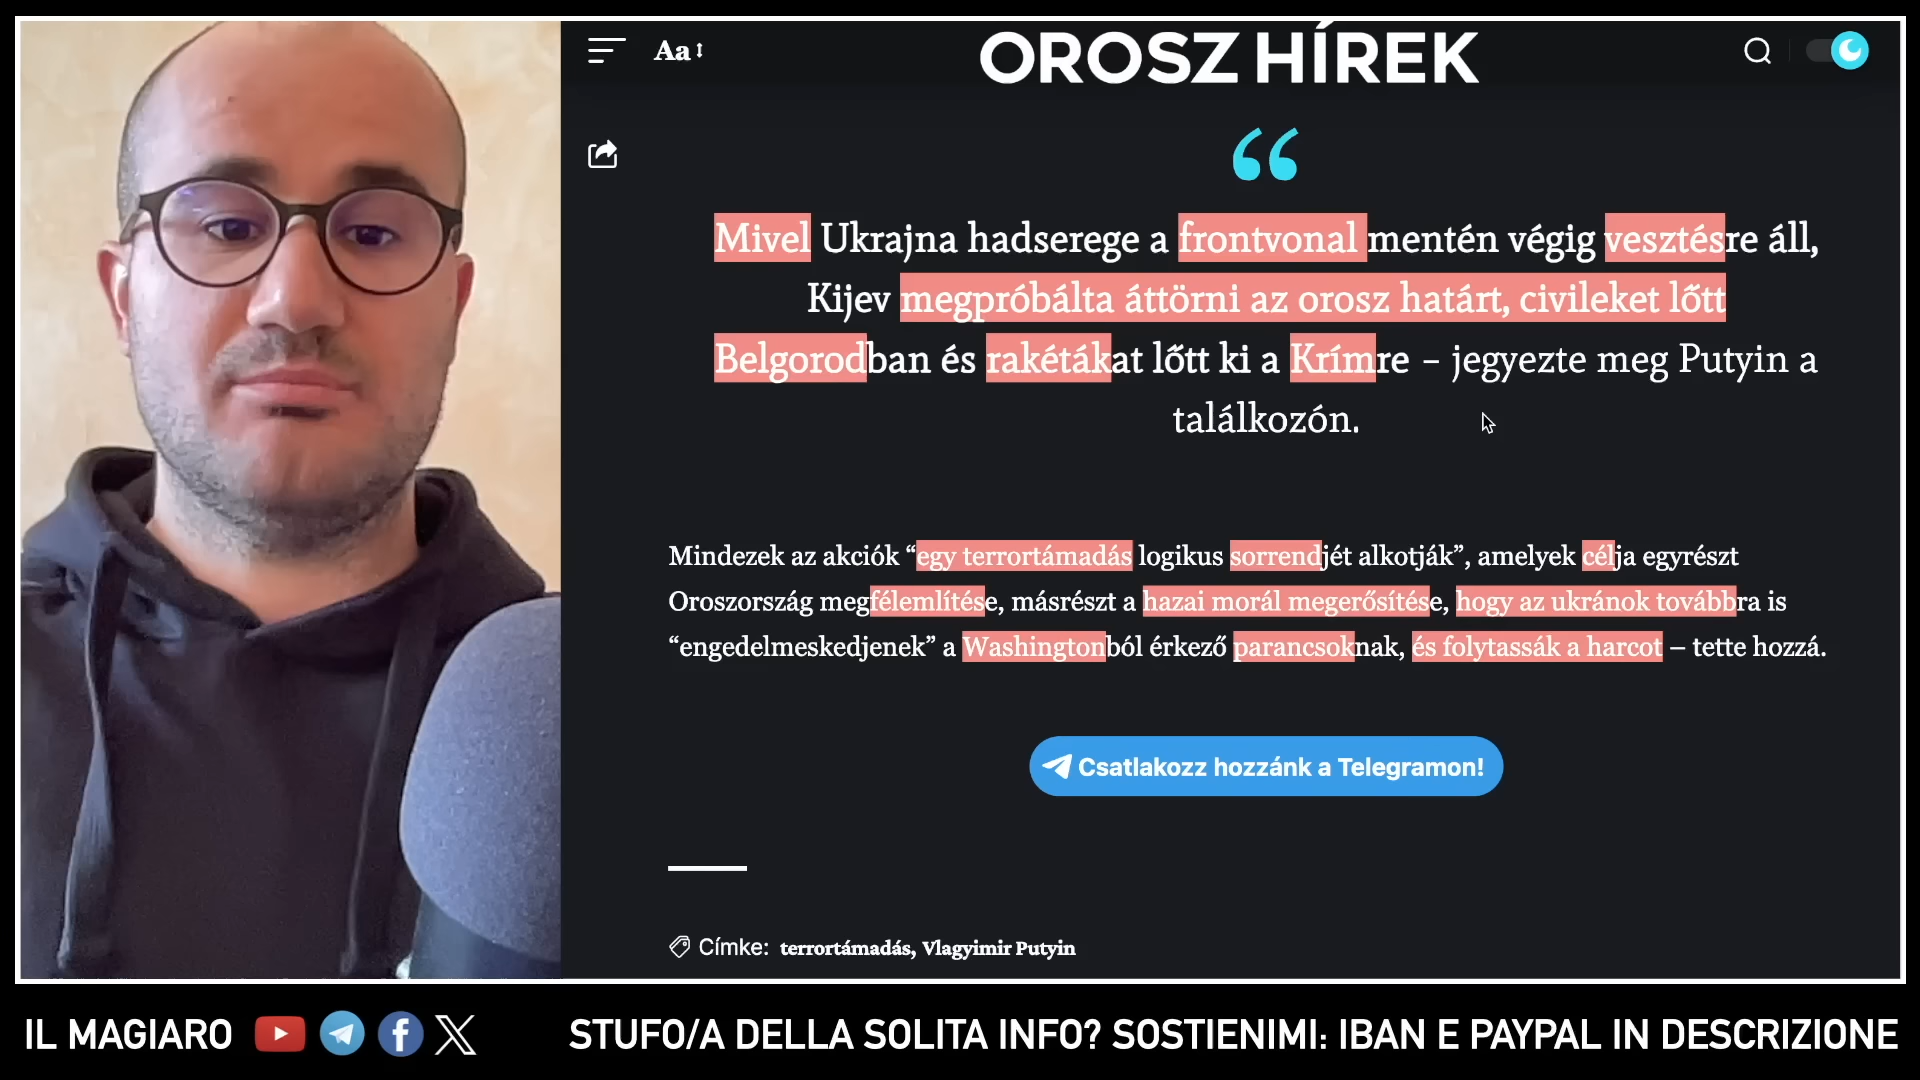 Aa
OROSZ HÍREK
Mivel Ukrajna hadserege a frontvonal mentén végig vesztésre áll,
Kijev megpróbálta áttörni az orosz határt, civileket lőtt
Belgorodban és rakétákat lőtt ki a Krímre – jegyezte meg Putyin a
találkozón.
Mindezek az akciók “egy terrortámadás logikus sorrendjét alkotják”, amelyek célja egyrészt
Oroszország megfélemlítése, másrészt a hazai morál megerősítése, hogy az ukránok továbbra is
“engedelmeskedjenek” a Washingtonból érkező parancsoknak, és folytassák a harcot – tette hozzá.
Csatlakozz hozzánk a Telegramon!
Címke: terrortámadás, Vlagyimir Putyin
IL MAGIARO
STUFO/A DELLA SOLITA INFO? SOSTIENIMI: IBAN E PAYPAL IN DESCRIZIONE